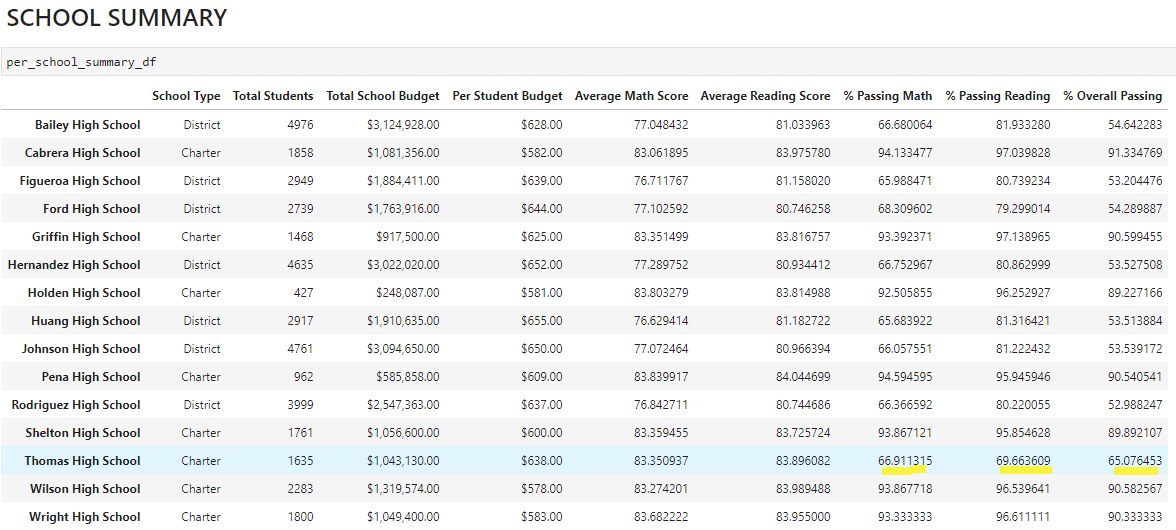 SCHOOL SUMMARY
per_school_summary_df
School Type Total Students Total School Budget Per Student Budget Average Math Score Average Reading Score % Passing Math % Passing Reading % Overall Passing
Bailey High School District 4976 $3,124,928.00 $628.00 77.048432 81.033963 66.680064 81.933280 54.642283
Cabrera High School Charter 1858 $1,081,356.00 $582.00 83.061895 83.975780 94.133477 97.039828 91.334769
Figueroa High School District 2949 $1,884,411.00 $639.00 76.711767 81.158020 65.988471 80.739234 53.204476
Ford High School District 2739 $1,763,916.00 $644.00 77.102592 80.746258 68.309602 79.299014 54.289887
Griffin High School Charter 1468 $917,500.00 $625.00 83.351499 83.816757 93.392371 97.138965 90.599455
Hernandez High School District 4635 $3,022,020.00 $652.00 77.289752 80.934412 66.752967 80.862999 53.527508
Holden High School Charter 427 $248,087.00 $581.00 83.803279 83.814988 92.505855 96.252927 89.227166
Huang High School District 2917 $1,910,635.00 $655.00 76.629414 81.182722 65.683922 81.316421 53.513884
Johnson High School District 4761 $3,094,650.00 $650.00 77.072464 80.966394 66.057551 81.222432 53.539172
Pena High School Charter 962 $585,858.00 $609.00 83.839917 84.044699 94.594595 95.945946 90.540541
Rodriguez High School District 3999 $2,547,363.00 $637.00 76.842711 80.744686 66.366592 80.220055 52.988247
Shelton High School Charter 1761 $1,056,600.00 $600.00 83.359455 83.725724 93.867121 95.854628 89.892107
Thomas High School Charter 1635 $1,043,130.00 $638.00 83.350937 83.896082 66.911315 69.663609 65.076453
Wilson High School Charter 2283 $1,319,574.00 $578.00 83.274201 83.989488 93.867718 96.539641 90.582567
Wright High School Charter 1800 $1,049,400.00 $583.00 83.682222 83.955000 93.333333 96.611111 90.333333